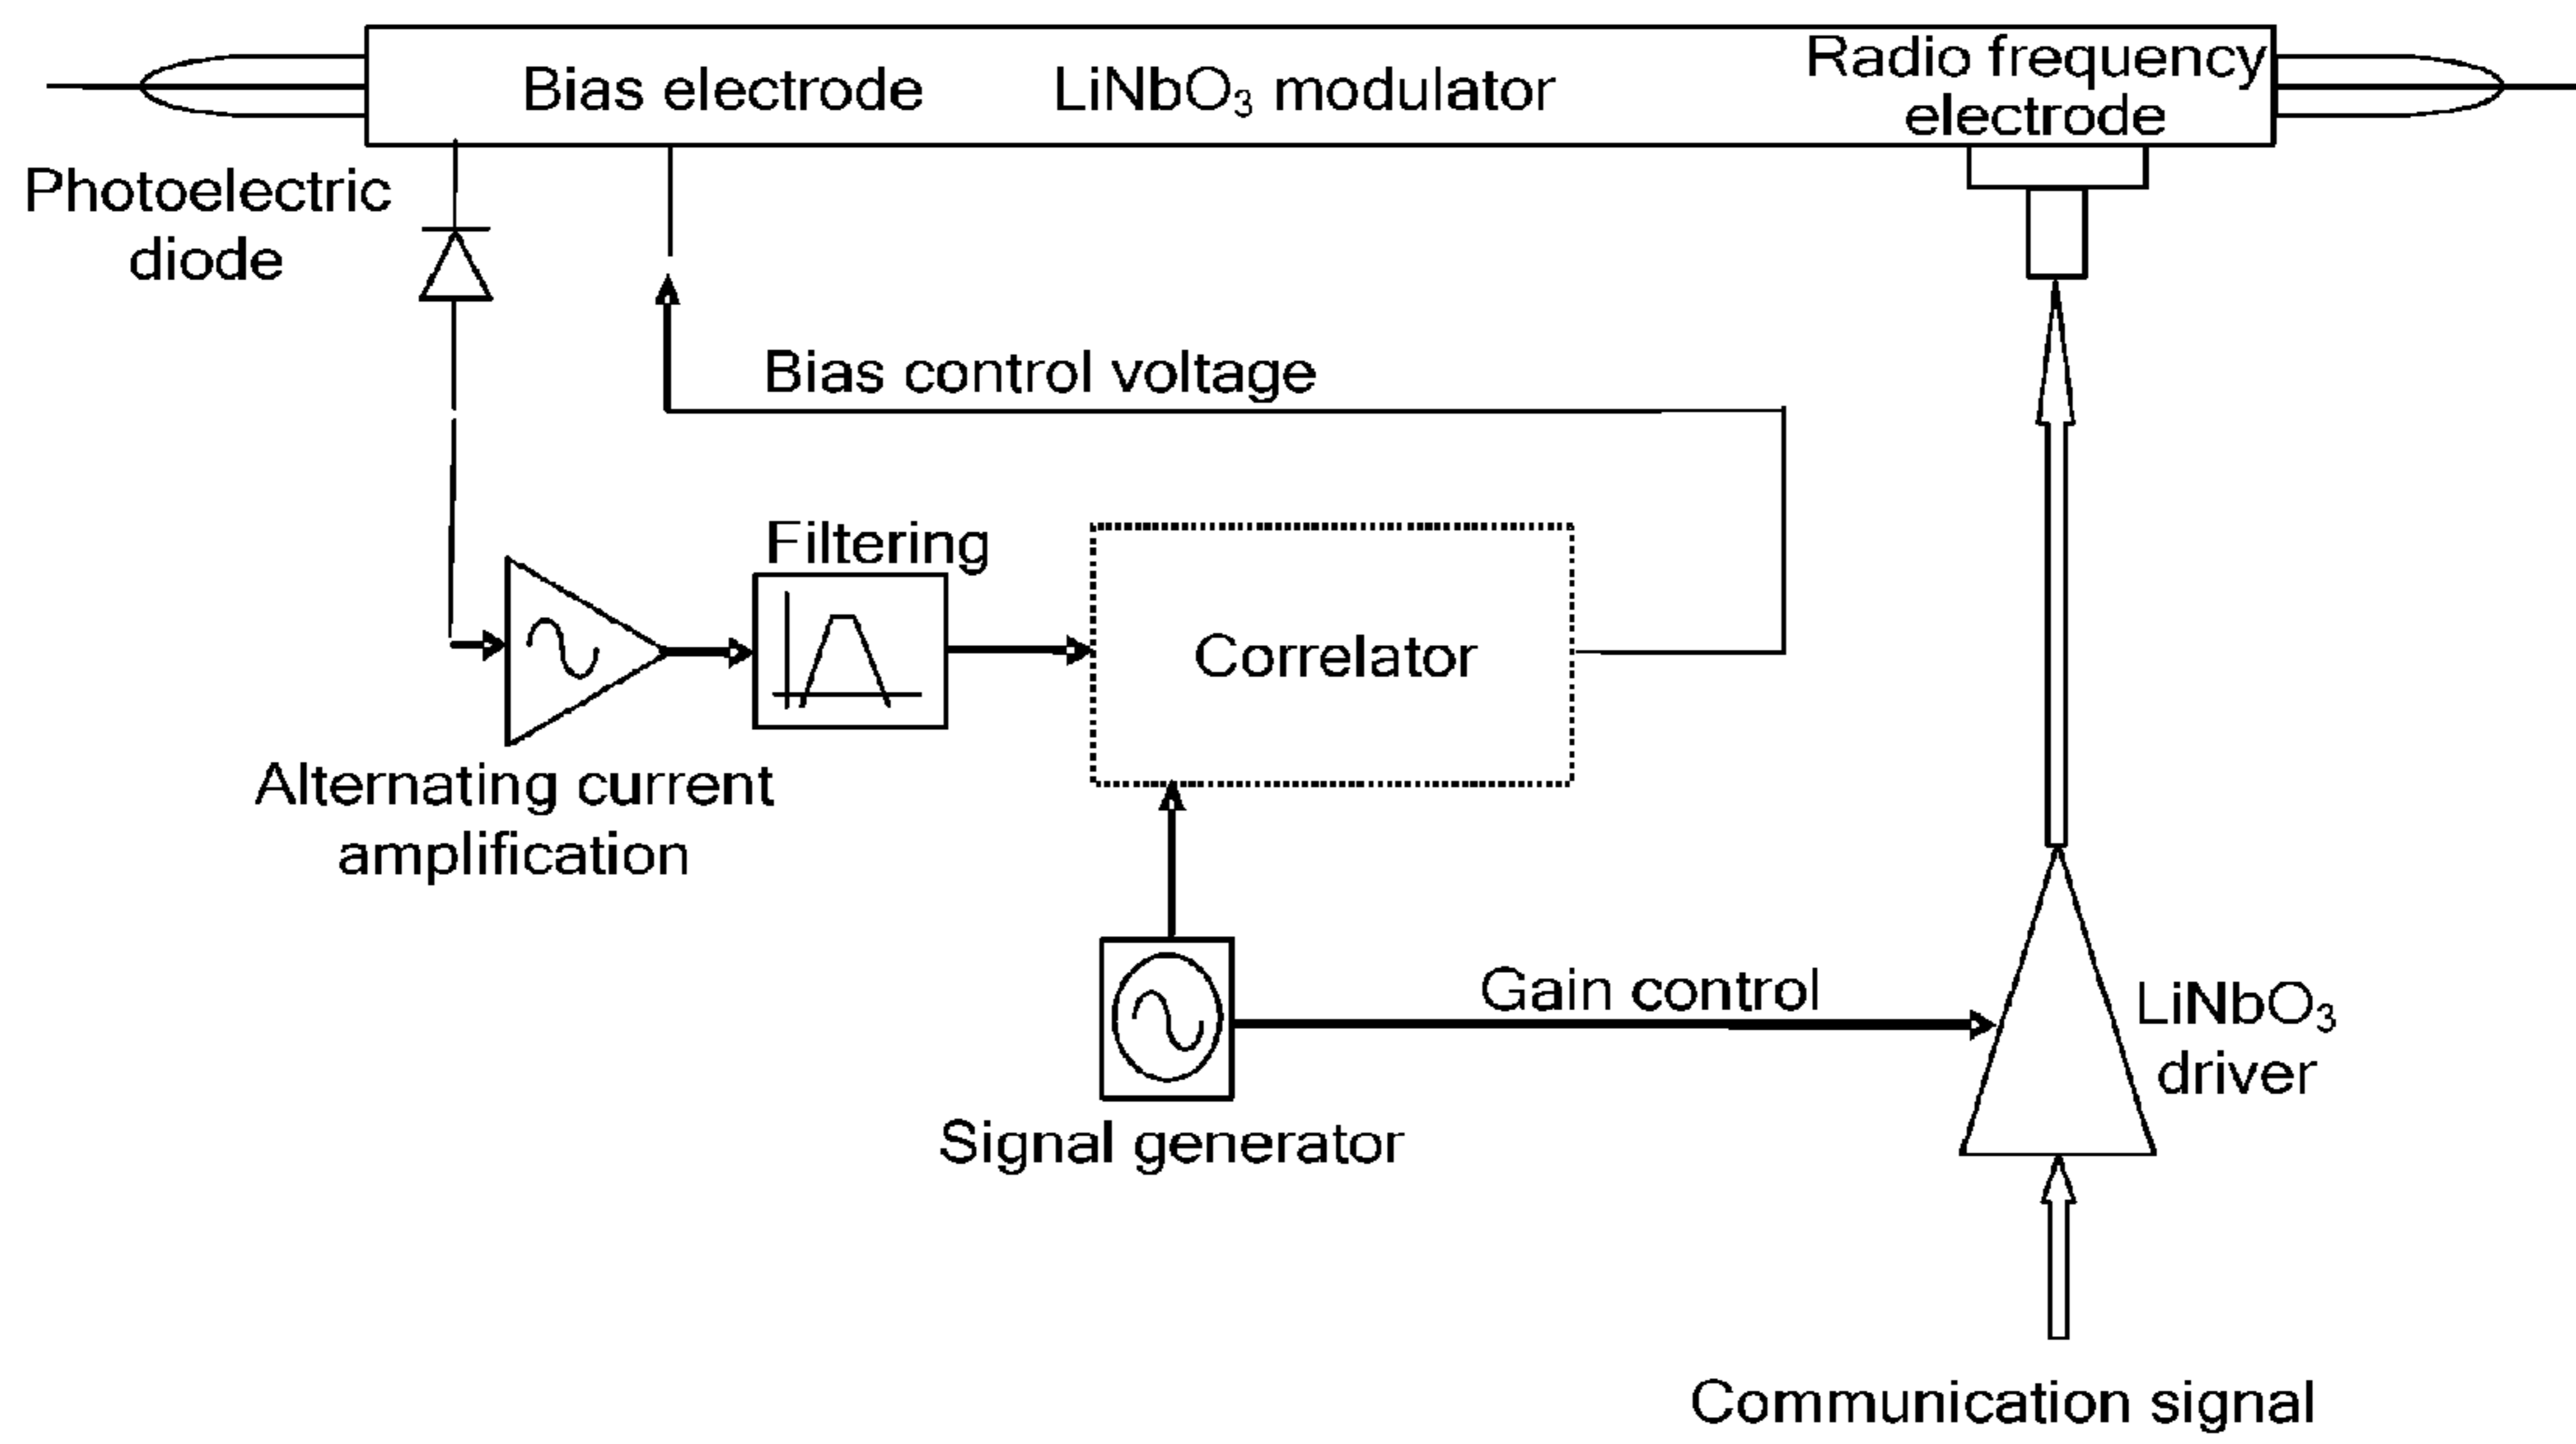 Bias electrode
LiNbO₃ modulator
Radio frequency
electrode
Photoelectric
diode
Bias control voltage
Filtering
Correlator
Alternating current
amplification
Gain control
LiNbO₃
driver
Signal generator
Communication signal